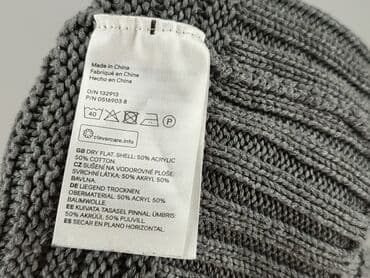 Made in China
Fabriqué en China
Hecho en China
O/N 132913
P/N 0516903 8
40
P
clevercare.info
GB DRY FLAT. SHELL: 50% ACRYLIC
50% COTTON.
CZ SUŠENÍ NA VODOROVNÉ PLOŠE.
SVRCHNÍ LÁTKA: 50% AKRYL 50%
BAVLNA.
DE LIEGEND TROCKNEN.
OBERMATERIAL: 50% ACRYL 50%
BAUMWOLLE.
EE KUIVATA TASASEL PINNAL. ÜMBRIS:
50% AKRÜÜL 50% PUUVILL.
ES SECAR EN PLANO HORIZONTAL.